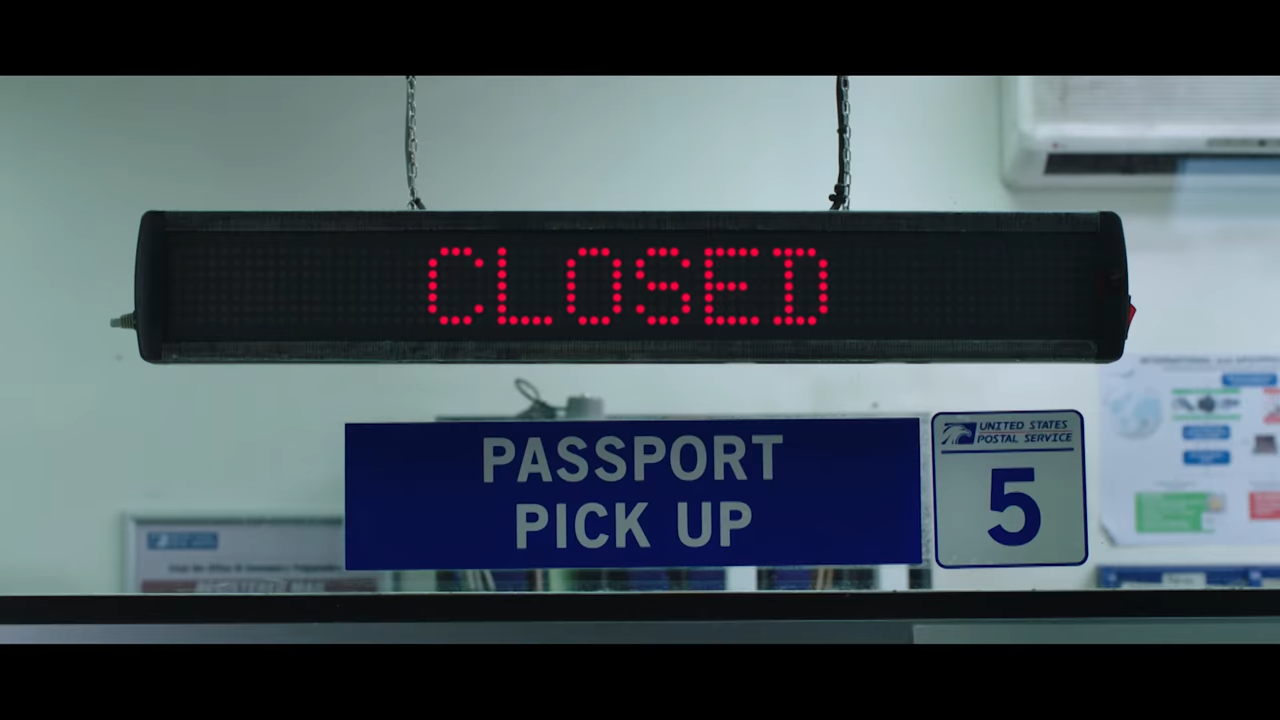 CLOSED
PASSPORT
PICK UP
UNITED STATES
POSTAL SERVICE
5